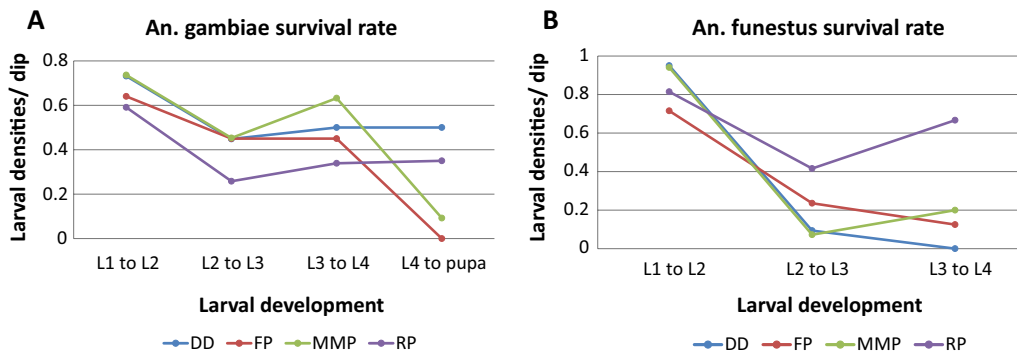 A
An. gambiae survival rate
Larval densities/ dip
0.8
0.6
0.4
0.2
0
L1 to L2
L2 to L3
L3 to L4
L4 to pupa
Larval development
DD FP MMP RP
B
An. funestus survival rate
Larval densities/ dip
1
0.8
0.6
0.4
0.2
0
L1 to L2
L2 to L3
L3 to L4
Larval development
DD FP MMP RP